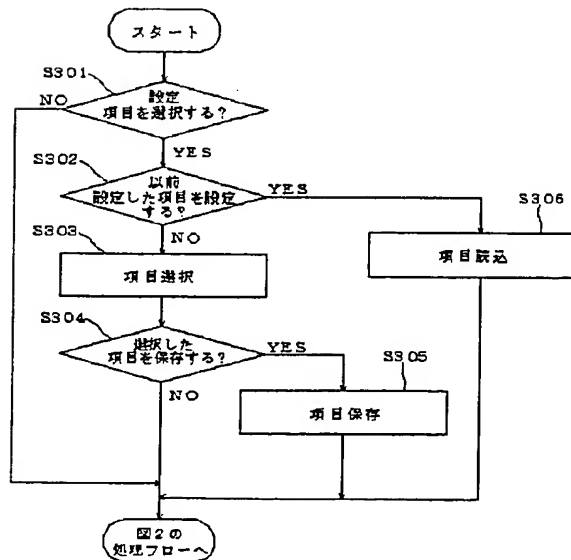 スタート
S301
設定
項目を選択する?
NO
YES
S302
以前
設定した項目を設定
する?
YES
S306
S303
NO
項目読込
項目選択
S304
選択した
項目を保存する?
YES
S305
NO
項目保存
図2の
処理フローへ